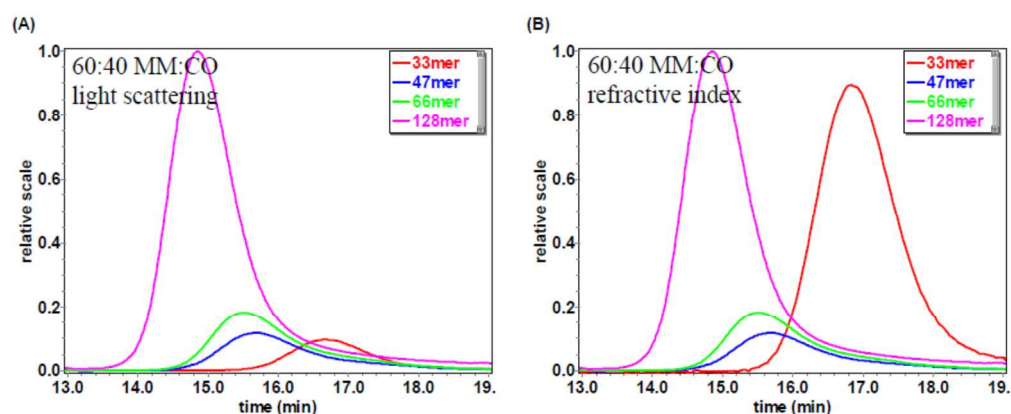 (A)
(B)
60:40 MM:CO
light scattering
33mer
47mer
66mer
128mer
relative scale
1.0
0.8
0.6
0.4
0.2
0.0
13.0 14.0 15.0 16.0 17.0 18.0 19.
time (min)
60:40 MM:CO
refractive index
33mer
47mer
66mer
128mer
relative scale
1.0
0.8
0.6
0.4
0.2
0.0
13.0 14.0 15.0 16.0 17.0 18.0 19.
time (min)